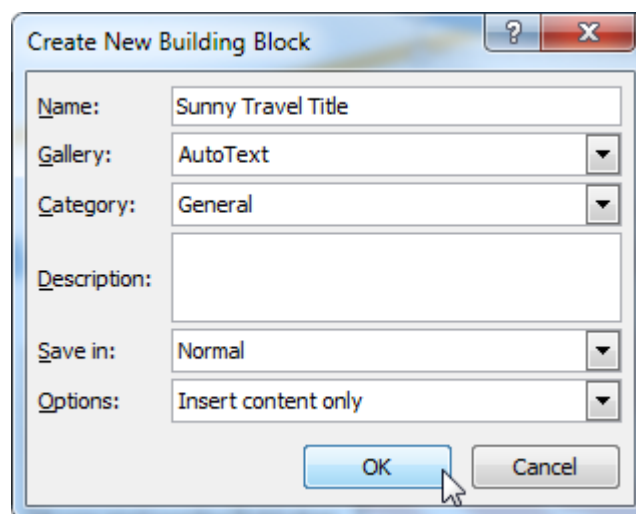 Create New Building Block ? X
Name: Sunny Travel Title
Gallery: AutoText
Category: General
Description:
Save in: Normal
Options: Insert content only
OK Cancel